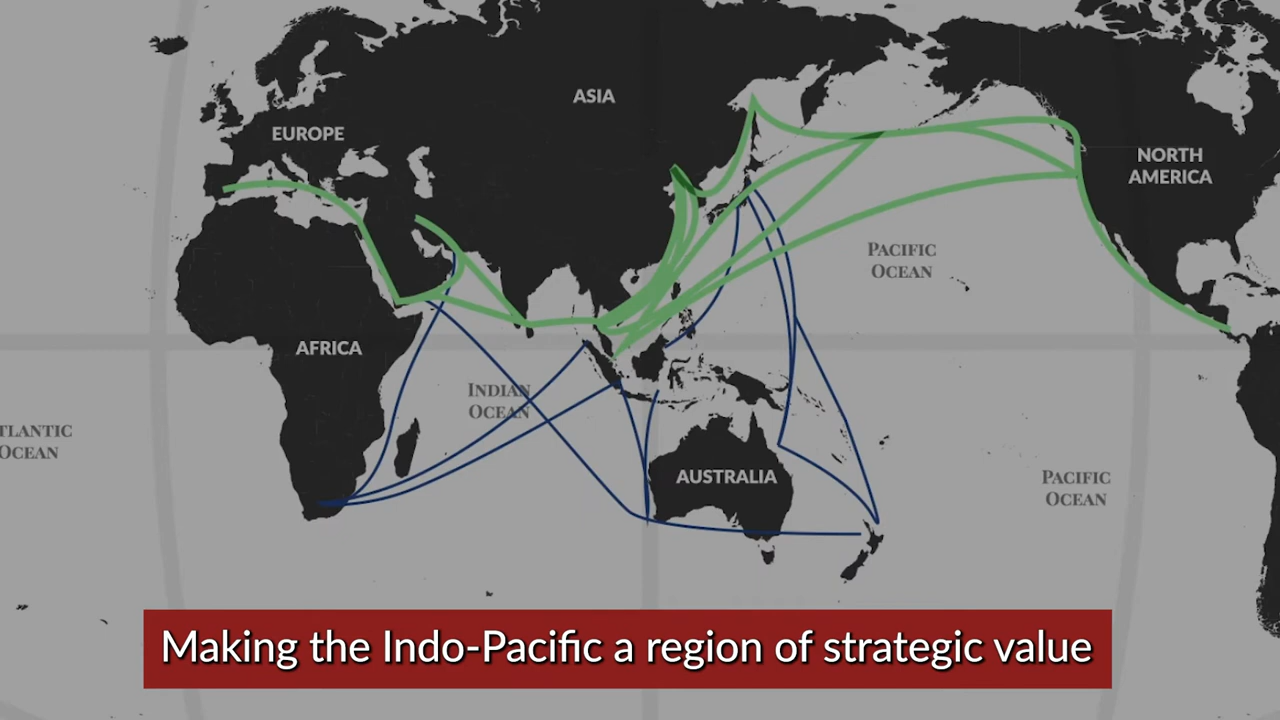 ASIA
EUROPE
NORTH
AMERICA
PACIFIC
OCEAN
AFRICA
INDIAN
OCEAN
TLANTIC
OCEAN
AUSTRALIA
PACIFIC
OCEAN
Making the Indo-Pacific a region of strategic value